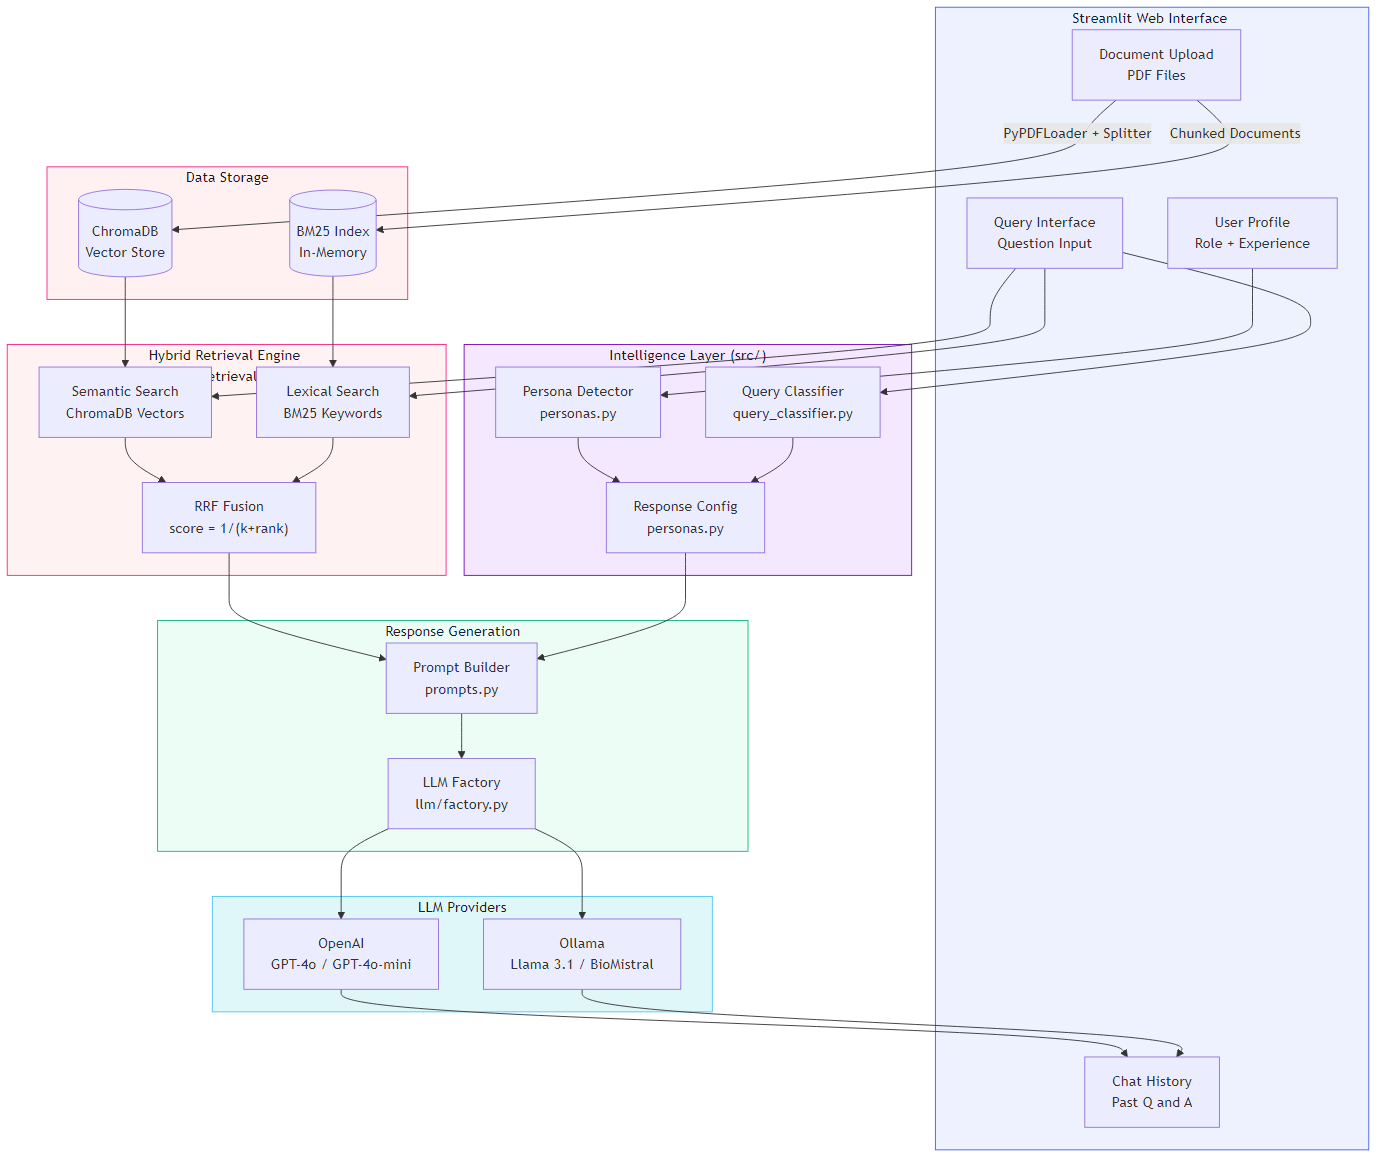 Streamlit Web Interface
Document Upload
PDF Files
PyPDFLoader + Splitter
Chunked Documents
Data Storage
ChromaDB
Vector Store
BM25 Index
In-Memory
Query Interface
Question Input
User Profile
Role + Experience
Hybrid Retrieval Engine
etrieval
Semantic Search
ChromaDB Vectors
Lexical Search
BM25 Keywords
RRF Fusion
score = 1/(k+rank)
Intelligence Layer (src/)
Persona Detector
personas.py
Query Classifier
query_classifier.py
Response Config
personas.py
Response Generation
Prompt Builder
prompts.py
LLM Factory
llm/factory.py
LLM Providers
OpenAI
GPT-4o / GPT-4o-mini
Ollama
Llama 3.1 / BioMistral
Chat History
Past Q and A